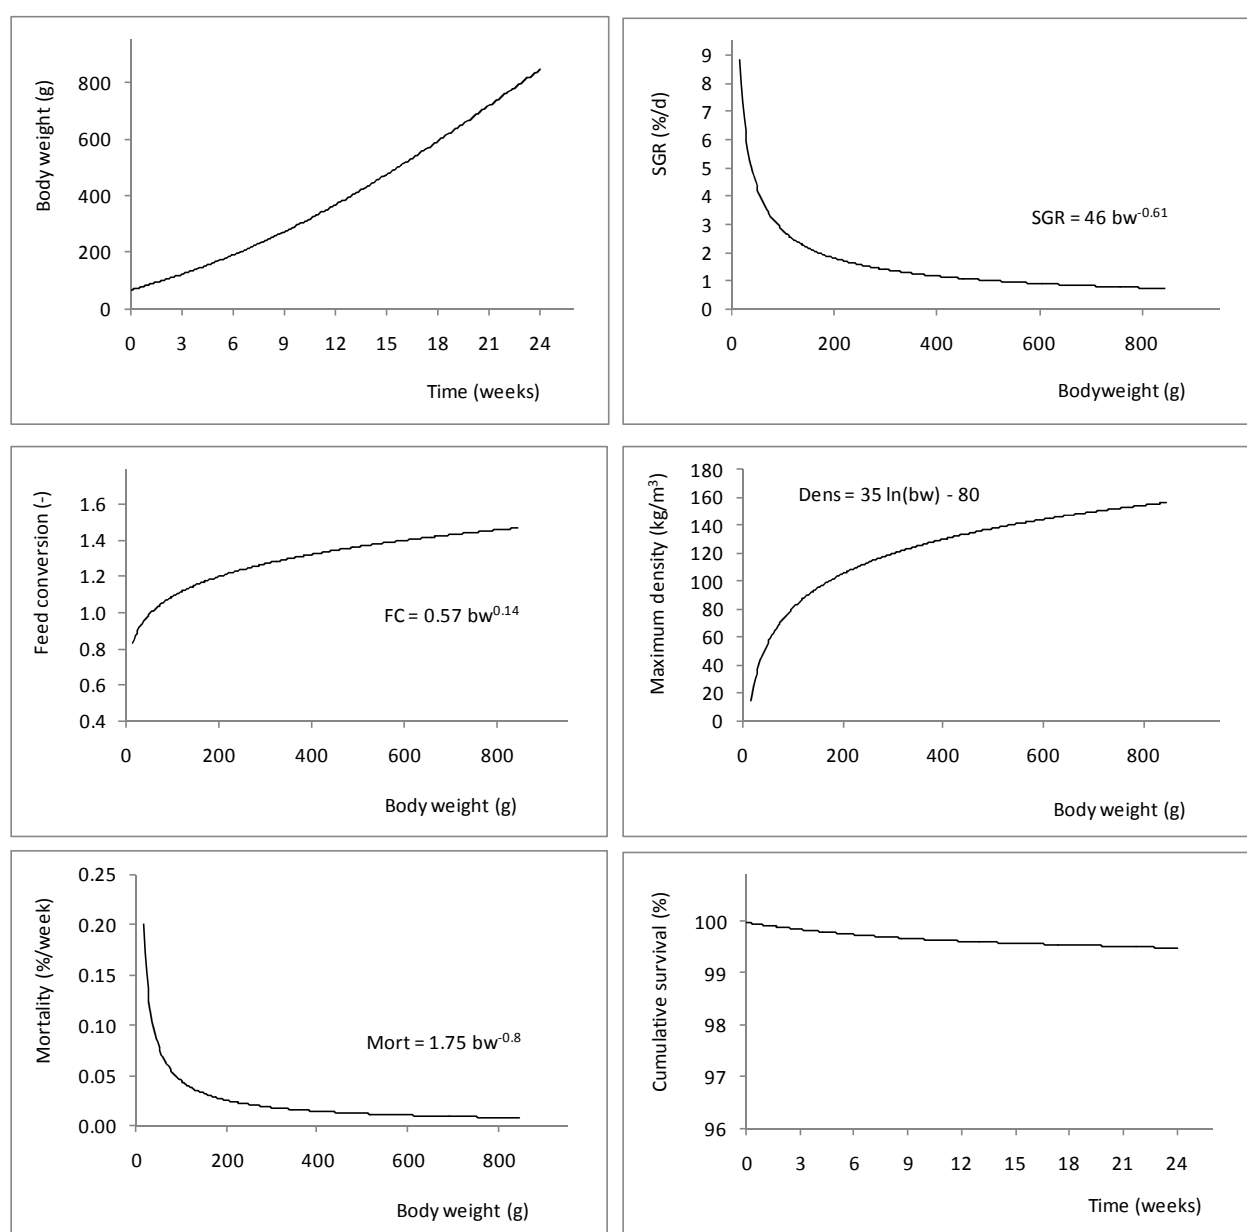 Body weight (g)
800
600
400
200
0
0 3 6 9 12 15 18 21 24
Time (weeks)
SGR (%/d)
9
8
7
6
5
4
3
2
1
0
SGR = 46 bw^-0.61
0 200 400 600 800
Bodyweight (g)
Feed conversion (-)
1.6
1.4
1.2
1.0
0.8
0.6
0.4
FC = 0.57 bw^0.14
0 200 400 600 800
Body weight (g)
Maximum density (kg/m³)
180
160
140
120
100
80
60
40
20
0
Dens = 35 ln(bw) - 80
0 200 400 600 800
Body weight (g)
Mortality (%/week)
0.25
0.20
0.15
0.10
0.05
0.00
Mort = 1.75 bw^-0.8
0 200 400 600 800
Body weight (g)
Cumulative survival (%)
100
99
98
97
96
0 3 6 9 12 15 18 21 24
Time (weeks)